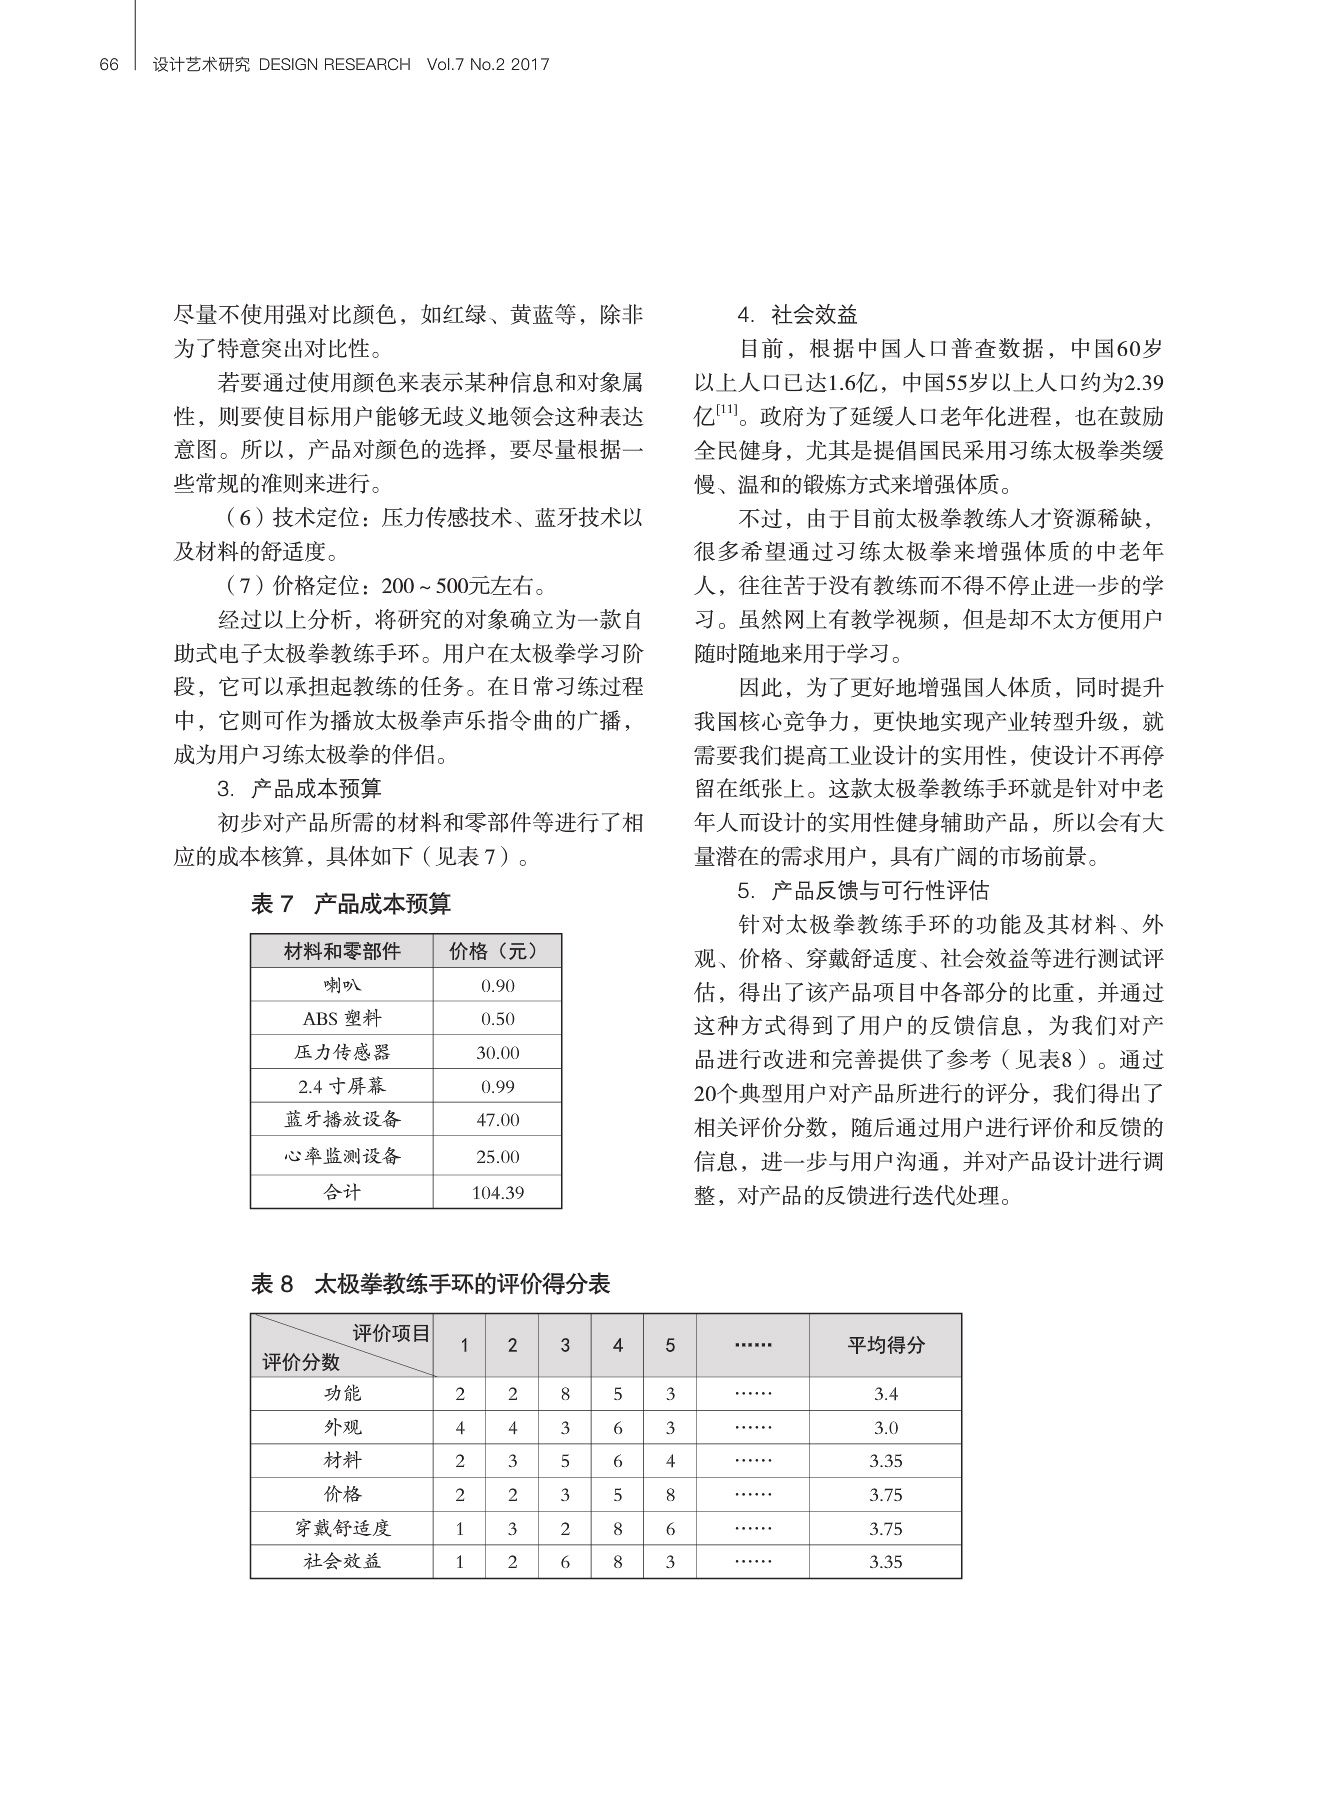 66 设计艺术研究 DESIGN RESEARCH Vol.7 No.2 2017
尽量不使用强对比颜色，如红绿、黄蓝等，除非
为了特意突出对比性。
若要通过使用颜色来表示某种信息和对象属
性，则要使目标用户能够无歧义地领会这种表达
意图。所以，产品对颜色的选择，要尽量根据一
些常规的准则来进行。
（6）技术定位：压力传感技术、蓝牙技术以
及材料的舒适度。
（7）价格定位：200～500元左右。
经过以上分析，将研究的对象确立为一款自
助式电子太极拳教练手环。用户在太极拳学习阶
段，它可以承担起教练的任务。在日常习练过程
中，它则可作为播放太极拳声乐指令曲的广播，
成为用户习练太极拳的伴侣。
3. 产品成本预算
初步对产品所需的材料和零部件等进行了相
应的成本核算，具体如下（见表 7）。
表 7 产品成本预算
材料和零部件 价格（元）
喇叭 0.90
ABS 塑料 0.50
压力传感器 30.00
2.4 寸屏幕 0.99
蓝牙播放设备 47.00
心率监测设备 25.00
合计 104.39
4. 社会效益
目前，根据中国人口普查数据，中国60岁
以上人口已达1.6亿，中国55岁以上人口约为2.39
亿[11]。政府为了延缓人口老年化进程，也在鼓励
全民健身，尤其是提倡国民采用习练太极拳类缓
慢、温和的锻炼方式来增强体质。
不过，由于目前太极拳教练人才资源稀缺，
很多希望通过习练太极拳来增强体质的中老年
人，往往苦于没有教练而不得不停止进一步的学
习。虽然网上有教学视频，但是却不太方便用户
随时随地来用于学习。
因此，为了更好地增强国人体质，同时提升
我国核心竞争力，更快地实现产业转型升级，就
需要我们提高工业设计的实用性，使设计不再停
留在纸张上。这款太极拳教练手环就是针对中老
年人而设计的实用性健身辅助产品，所以会有大
量潜在的需求用户，具有广阔的市场前景。
5. 产品反馈与可行性评估
针对太极拳教练手环的功能及其材料、外
观、价格、穿戴舒适度、社会效益等进行测试评
估，得出了该产品项目中各部分的比重，并通过
这种方式得到了用户的反馈信息，为我们对产
品进行改进和完善提供了参考（见表8）。通过
20个典型用户对产品所进行的评分，我们得出了
相关评价分数，随后通过用户进行评价和反馈的
信息，进一步与用户沟通，并对产品设计进行调
整，对产品的反馈进行迭代处理。
表 8 太极拳教练手环的评价得分表
评价项目 评价分数 1 2 3 4 5 …… 平均得分
功能 2 2 8 5 3 …… 3.4
外观 4 4 3 6 3 …… 3.0
材料 2 3 5 6 4 …… 3.35
价格 2 2 3 5 8 …… 3.75
穿戴舒适度 1 3 2 8 6 …… 3.75
社会效益 1 2 6 8 3 …… 3.35